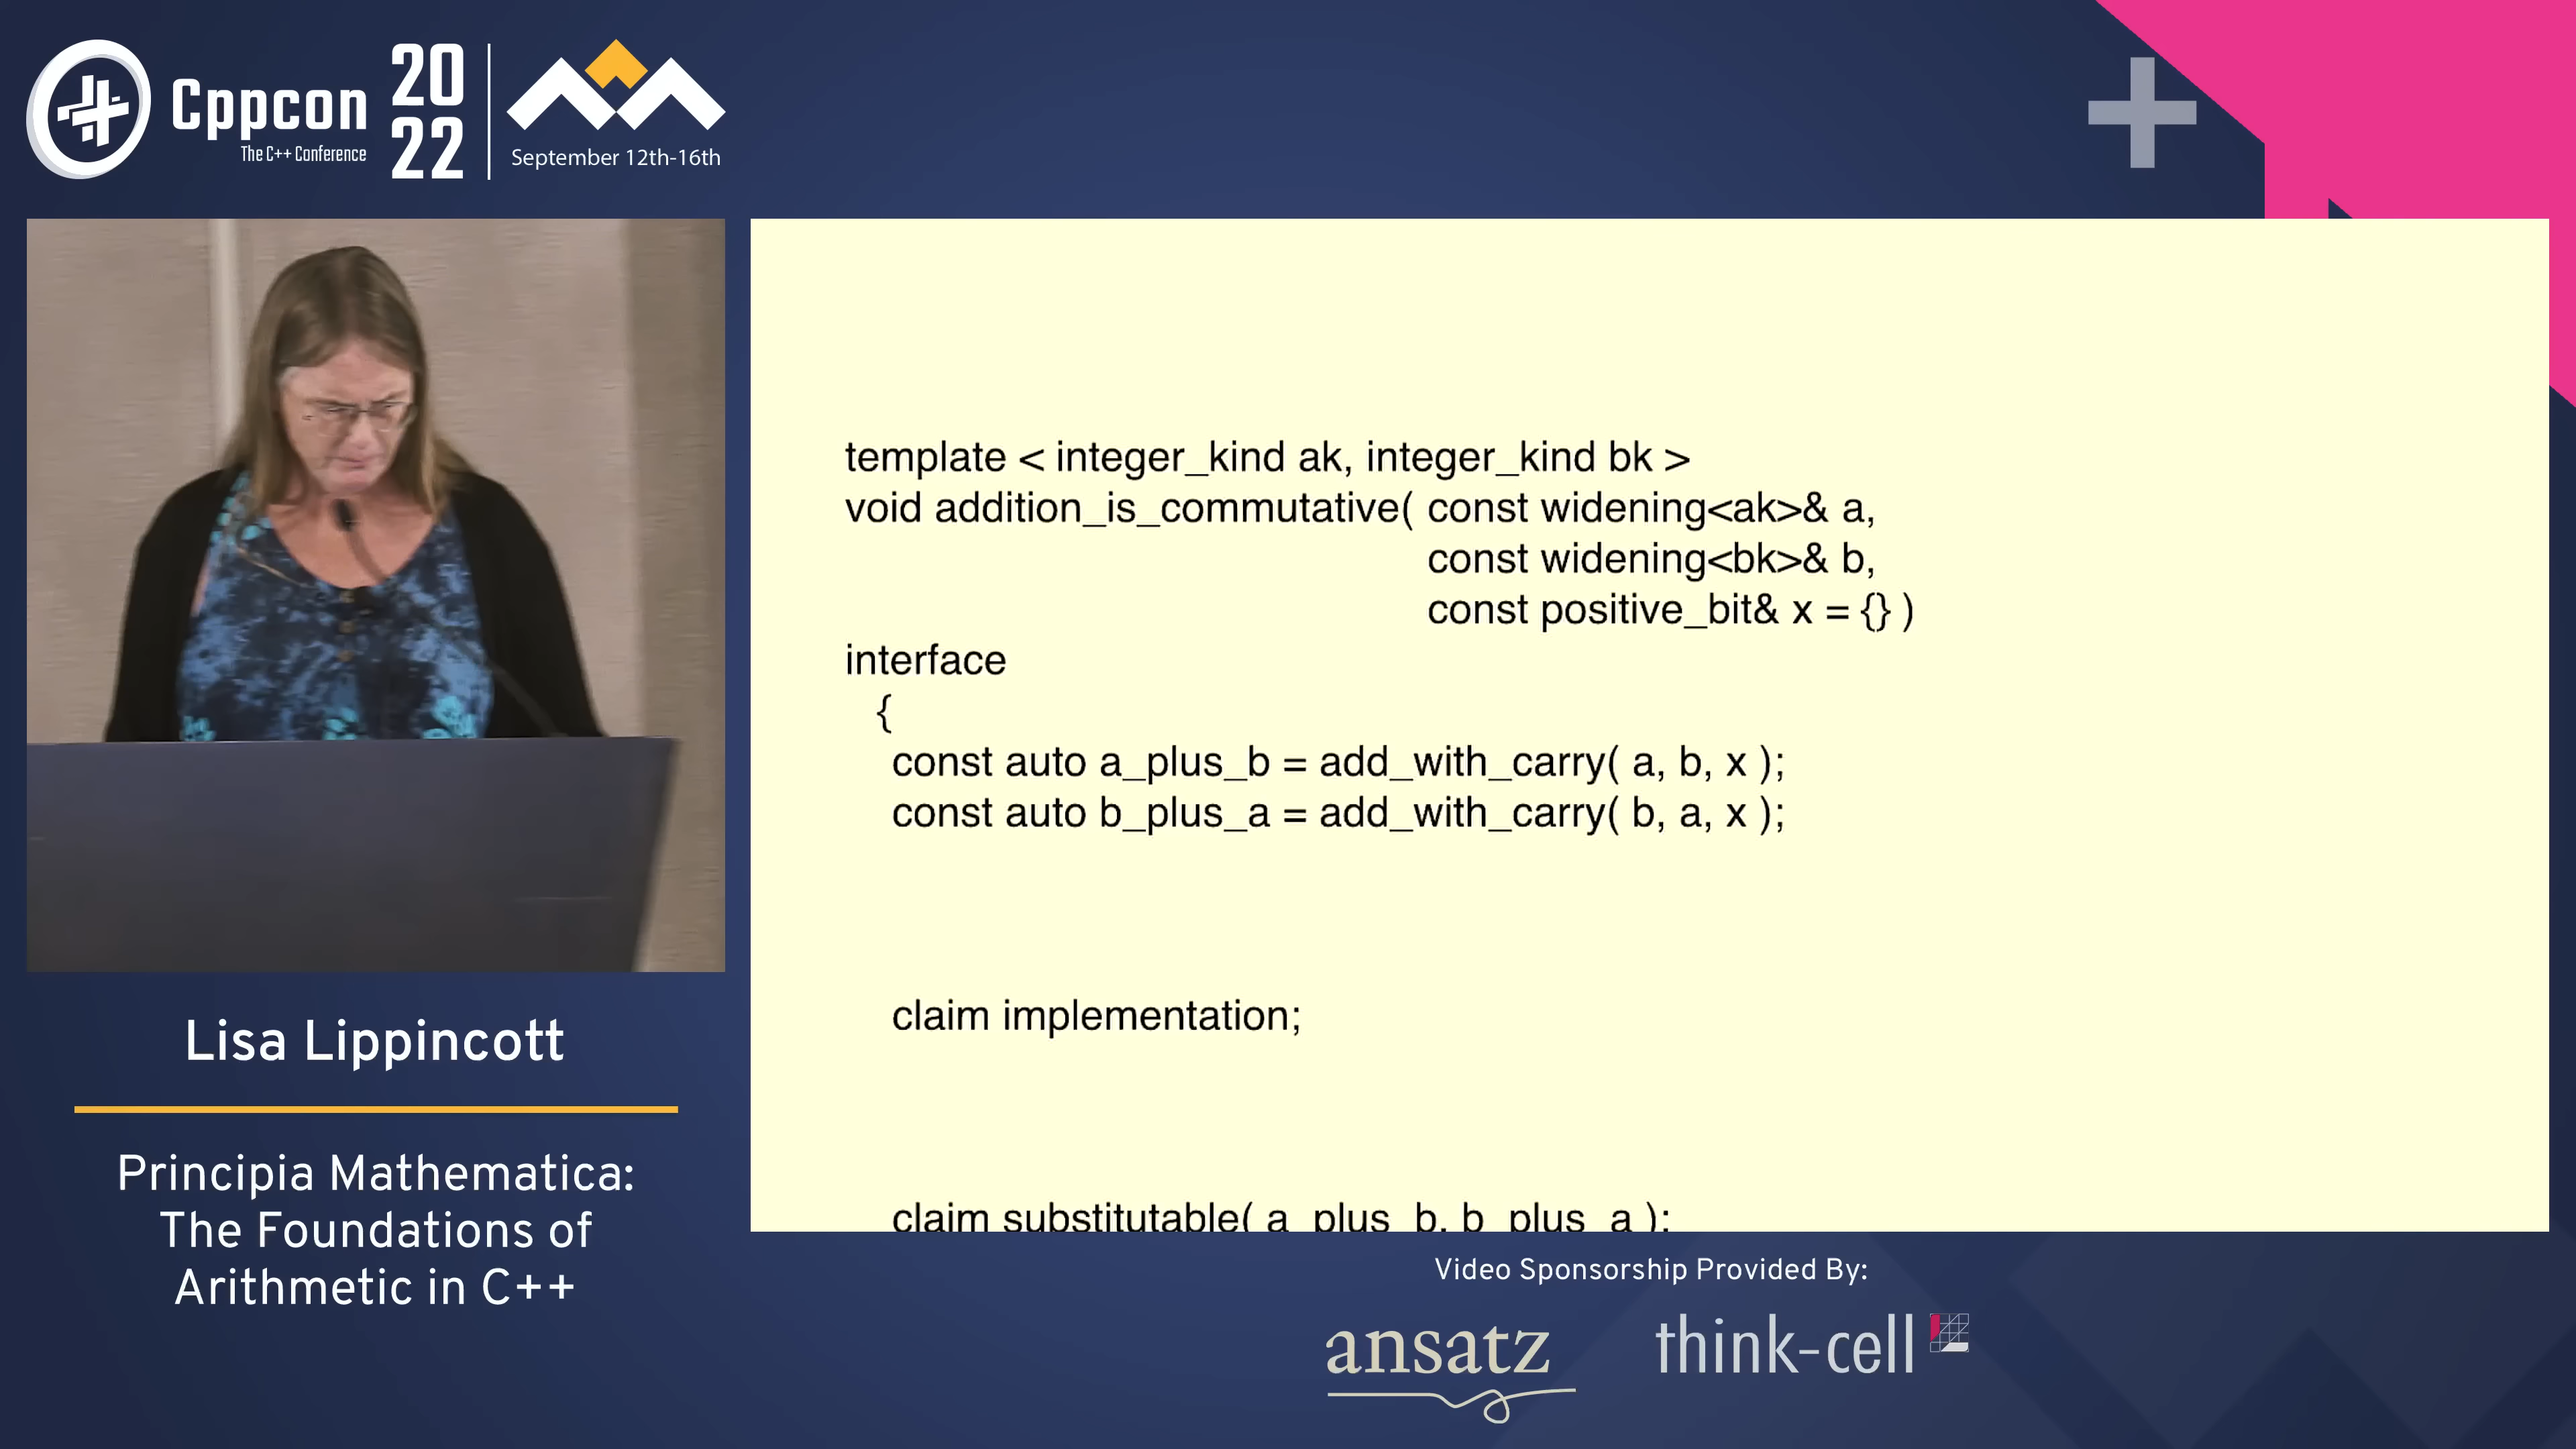 Cppcon
The C++ Conference
20
22
September 12th-16th
template < integer_kind ak, integer_kind bk >
void addition_is_commutative( const widening<ak>& a,
const widening<bk>& b,
const positive_bit& x = {} )
interface
{
const auto a_plus_b = add_with_carry( a, b, x );
const auto b_plus_a = add_with_carry( b, a, x );
claim implementation;
claim substitutable( a_plus_b, b_plus_a );
Lisa Lippincott
Principia Mathematica:
The Foundations of
Arithmetic in C++
Video Sponsorship Provided By:
ansatz
think-cell